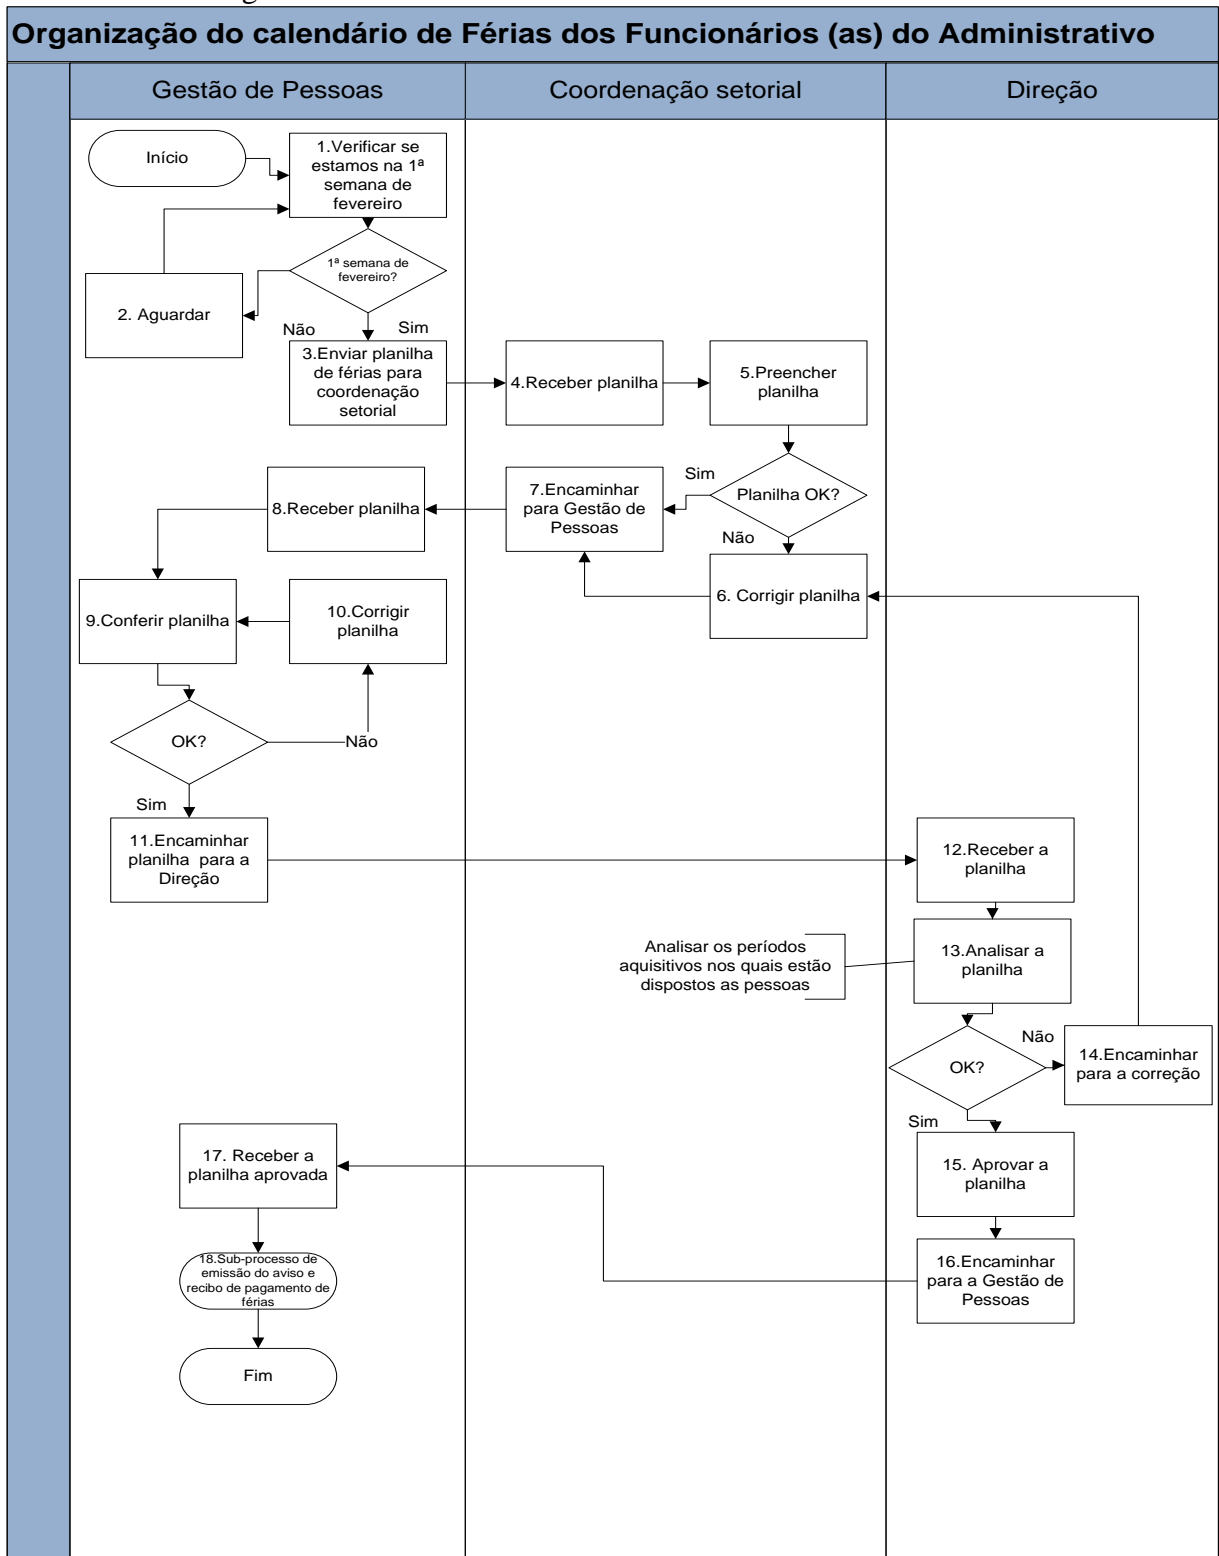 Organização do calendário de Férias dos Funcionários (as) do Administrativo
Gestão de Pessoas
Coordenação setorial
Direção
Início
1.Verificar se
estamos na 1ª
semana de
fevereiro
1ª semana de
fevereiro?
2. Aguardar
Não
Sim
3.Enviar planilha
de férias para
coordenação
setorial
4.Receber planilha
5.Preencher
planilha
Planilha OK?
Sim
Não
7.Encaminhar
para Gestão de
Pessoas
8.Receber planilha
6. Corrigir planilha
9.Conferir planilha
10.Corrigir
planilha
OK?
Não
Sim
11.Encaminhar
planilha para a
Direção
12.Receber a
planilha
Analisar os períodos
aquisitivos nos quais estão
dispostos as pessoas
13.Analisar a
planilha
OK?
Não
14.Encaminhar
para a correção
Sim
15. Aprovar a
planilha
16.Encaminhar
para a Gestão de
Pessoas
17. Receber a
planilha aprovada
18.Sub-processo de
emissão do aviso e
recibo de pagamento de
férias
Fim